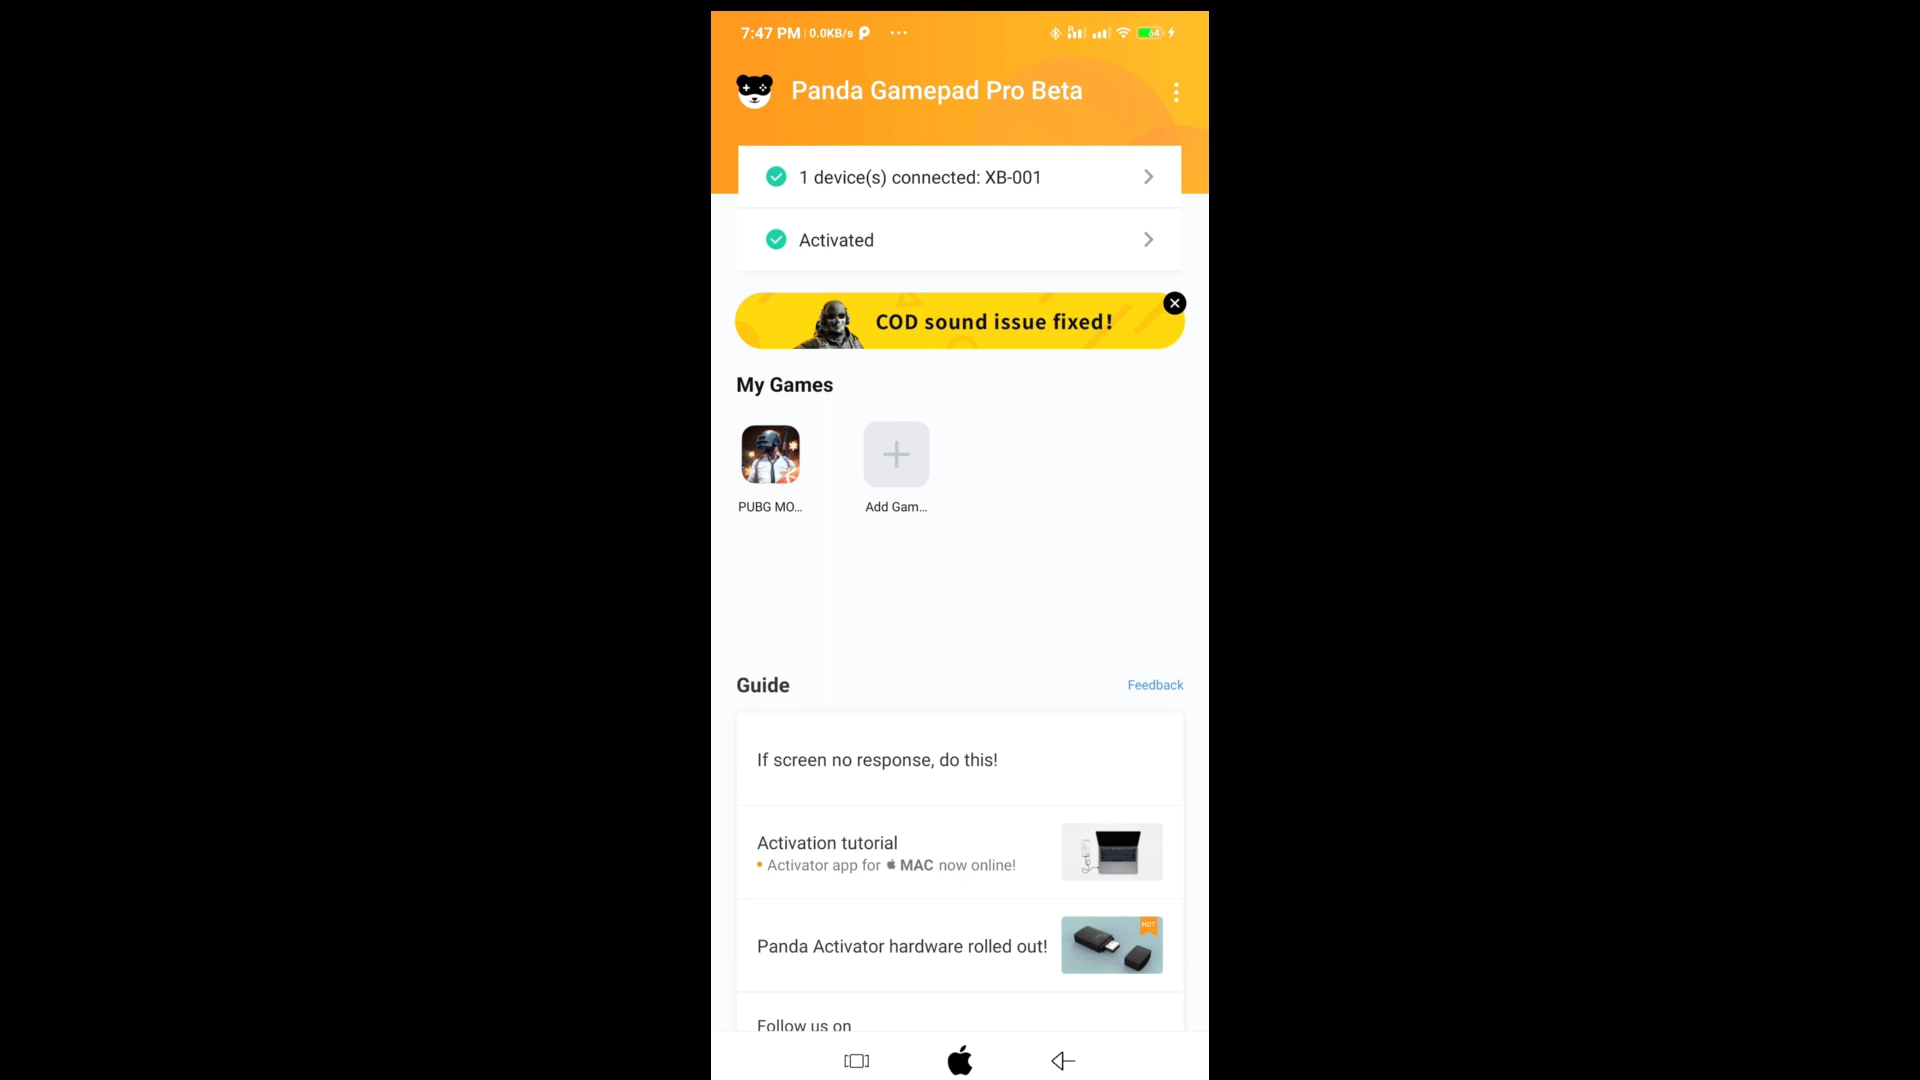 7:47 PM | 0.0KB/s P ...
64
Panda Gamepad Pro Beta
1 device(s) connected: XB-001
Activated
COD sound issue fixed!
My Games
PUBG MO...
Add Gam...
Guide
Feedback
If screen no response, do this!
Activation tutorial
• Activator app for MAC now online!
HOT
Panda Activator hardware rolled out!
Follow us on